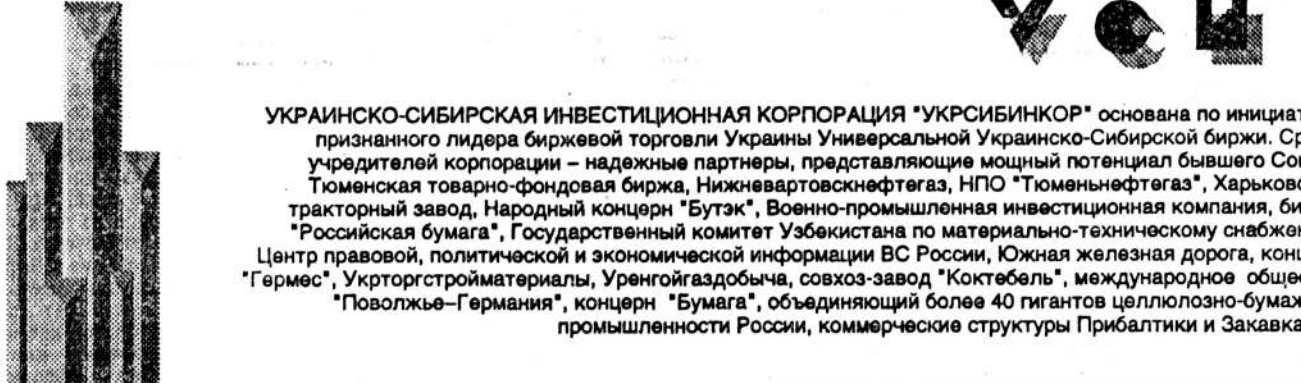 УКРАИНСКО-СИБИРСКАЯ ИНВЕСТИЦИОННАЯ КОРПОРАЦИЯ "УКРСИБИНКОР" основана по инициат
признанного лидера биржевой торговли Украины Универсальной Украинско-Сибирской биржи. Ср
учредителей корпорации – надежные партнеры, представляющие мощный потенциал бывшего Сою
Тюменская товарно-фондовая биржа, Нижневартовскнефтегаз, НПО "Тюменьнефтегаз", Харьковс
тракторный завод, Народный концерн "Бутэк", Военно-промышленная инвестиционная компания, би
"Российская бумага", Государственный комитет Узбекистана по материально-техническому снабжен
Центр правовой, политической и экономической информации ВС России, Южная железная дорога, конц
"Гермес", Укрторгстройматериалы, Уренгойгаздобыча, совхоз-завод "Коктебель", международное общес
"Поволжье–Германия", концерн "Бумага", объединяющий более 40 гигантов целлюлозно-бумаж
промышленности России, коммерческие структуры Прибалтики и Закавка